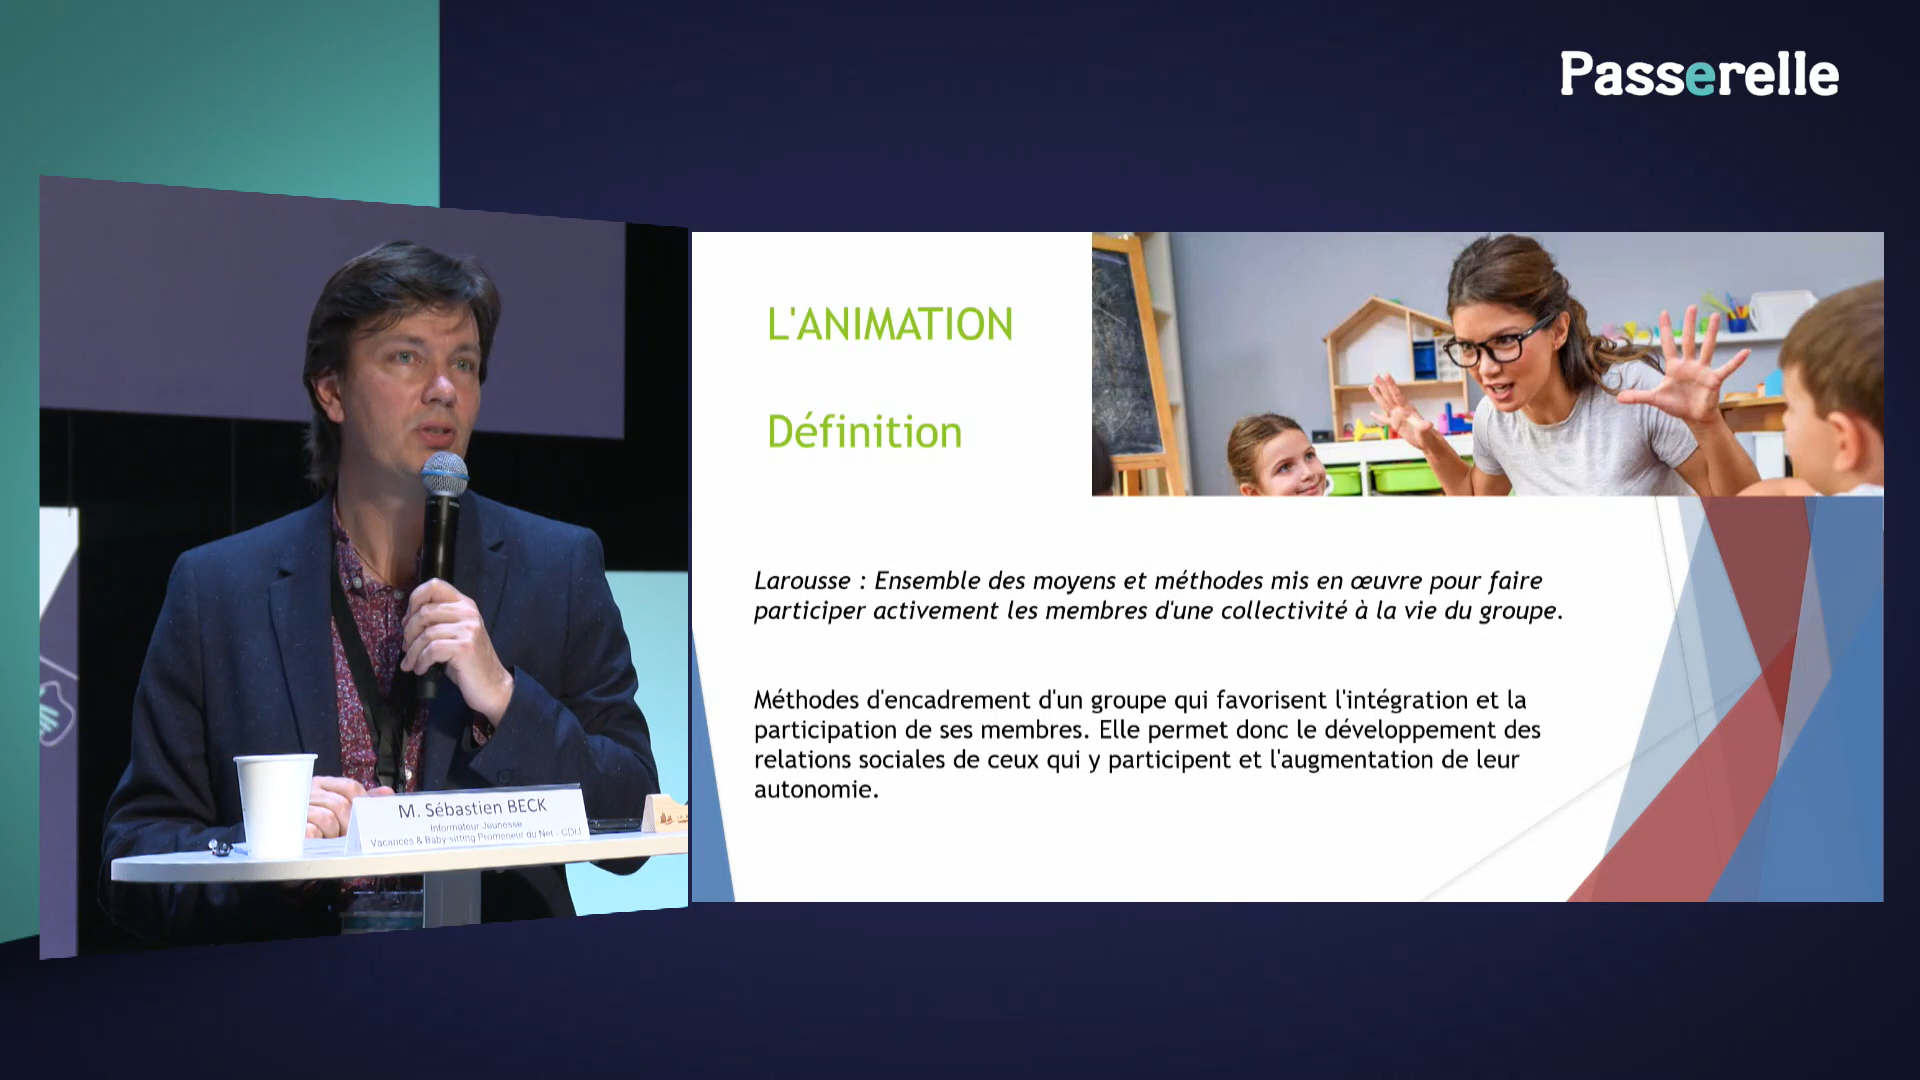 Passerelle
L'ANIMATION
Définition
Larousse : Ensemble des moyens et méthodes mis en œuvre pour faire
participer activement les membres d'une collectivité à la vie du groupe.
Méthodes d'encadrement d'un groupe qui favorisent l'intégration et la
participation de ses membres. Elle permet donc le développement des
relations sociales de ceux qui y participent et l'augmentation de leur
autonomie.
M. Sébastien BECK
Informateur Jeunesse
Vacances & Baby-sitting Promeneur du Net - CDIJ